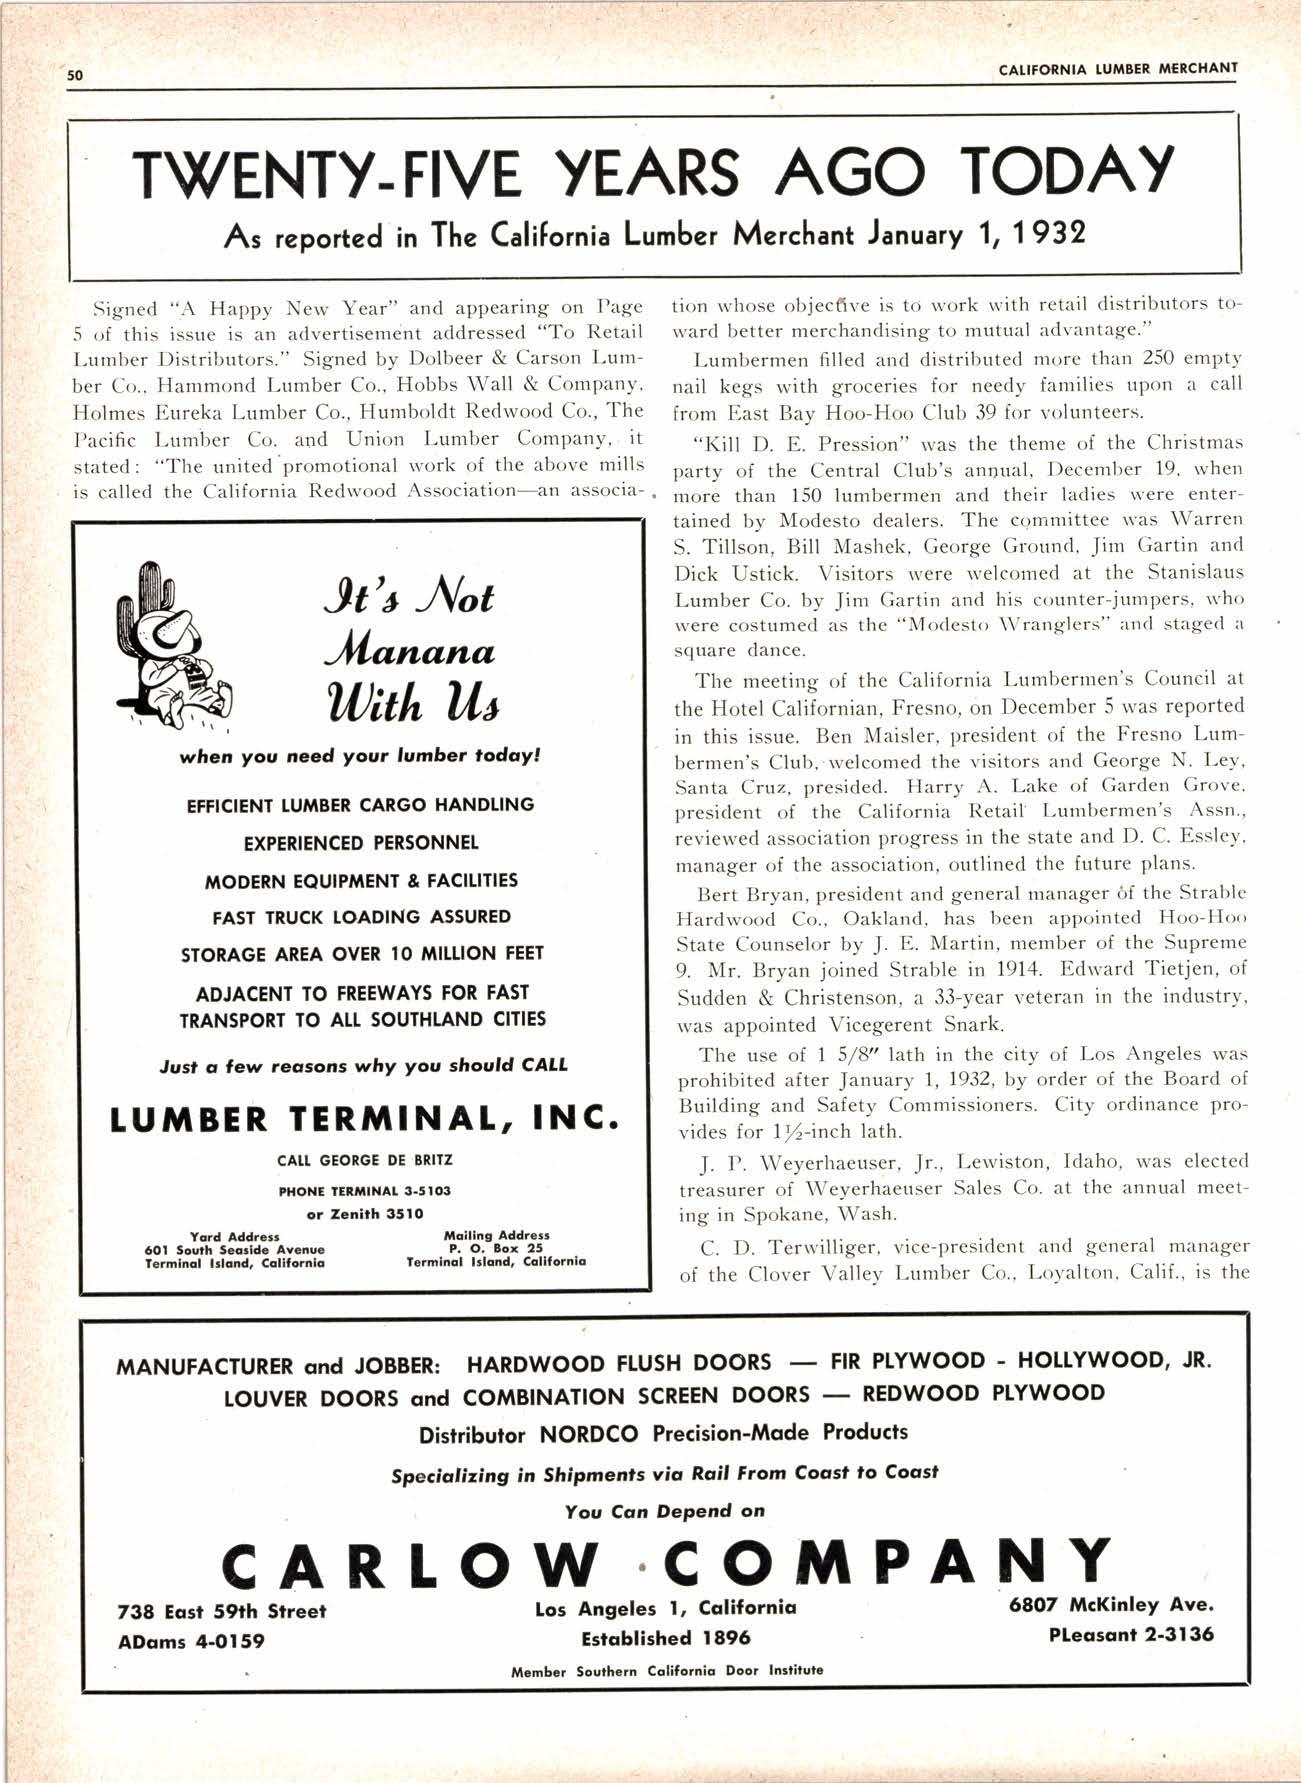 50
CALIFORNIA LUMBER MERCHANT
TWENTY-FIVE YEARS AGO TODAY
As reported in The California Lumber Merchant January 1, 1932
Signed “A Happy New Year” and appearing on Page
5 of this issue is an advertisement addressed “To Retail
Lumber Distributors.” Signed by Dolbeer & Carson Lum-
ber Co., Hammond Lumber Co., Hobbs Wall & Company,
Holmes Eureka Lumber Co., Humboldt Redwood Co., The
Pacific Lumber Co. and Union Lumber Company, it
stated: “The united promotional work of the above mills
is called the California Redwood Association—an associa-
tion whose objective is to work with retail distributors to-
ward better merchandising to mutual advantage.”
Lumbermen filled and distributed more than 250 empty
nail kegs with groceries for needy families upon a call
from East Bay Hoo-Hoo Club 39 for volunteers.
“Kill D. E. Pression” was the theme of the Christmas
party of the Central Club's annual, December 19, when
more than 150 lumbermen and their ladies were enter-
tained by Modesto dealers. The committee was Warren
S. Tillson, Bill Mashek, George Ground, Jim Gartin and
Dick Ustick. Visitors were welcomed at the Stanislaus
Lumber Co. by Jim Gartin and his counter-jumpers, who
were costumed as the “Modesto Wranglers” and staged a
square dance.
The meeting of the California Lumbermen's Council at
the Hotel Californian, Fresno, on December 5 was reported
in this issue. Ben Maisler, president of the Fresno Lum-
bermen's Club, welcomed the visitors and George N. Ley,
Santa Cruz, presided. Harry A. Lake of Garden Grove,
president of the California Retail Lumbermen's Assn.,
reviewed association progress in the state and D. C. Essley,
manager of the association, outlined the future plans.
Bert Bryan, president and general manager of the Strable
Hardwood Co., Oakland, has been appointed Hoo-Hoo
State Counselor by J. E. Martin, member of the Supreme
9. Mr. Bryan joined Strable in 1914. Edward Tietjen, of
Sudden & Christenson, a 33-year veteran in the industry,
was appointed Vicegerent Snark.
The use of 1 5/8” lath in the city of Los Angeles was
prohibited after January 1, 1932, by order of the Board of
Building and Safety Commissioners. City ordinance pro-
vides for 1½-inch lath.
J. P. Weyerhaeuser, Jr., Lewiston, Idaho, was elected
treasurer of Weyerhaeuser Sales Co. at the annual meet-
ing in Spokane, Wash.
C. D. Terwilliger, vice-president and general manager
of the Clover Valley Lumber Co., Loyalton, Calif., is the
It's Not
Manana
With Us
when you need your lumber today!
EFFICIENT LUMBER CARGO HANDLING
EXPERIENCED PERSONNEL
MODERN EQUIPMENT & FACILITIES
FAST TRUCK LOADING ASSURED
STORAGE AREA OVER 10 MILLION FEET
ADJACENT TO FREEWAYS FOR FAST
TRANSPORT TO ALL SOUTHLAND CITIES
Just a few reasons why you should CALL
LUMBER TERMINAL, INC.
CALL GEORGE DE BRITZ
PHONE TERMINAL 3-5103
or Zenith 3510
Yard Address
601 South Seaside Avenue
Terminal Island, California
Mailing Address
P. O. Box 25
Terminal Island, California
MANUFACTURER and JOBBER: HARDWOOD FLUSH DOORS — FIR PLYWOOD - HOLLYWOOD, JR.
LOUVER DOORS and COMBINATION SCREEN DOORS — REDWOOD PLYWOOD
Distributor NORDCO Precision-Made Products
Specializing in Shipments via Rail From Coast to Coast
You Can Depend on
CARLOW COMPANY
738 East 59th Street
ADams 4-0159
Los Angeles 1, California
Established 1896
6807 McKinley Ave.
PLeasant 2-3136
Member Southern California Door Institute